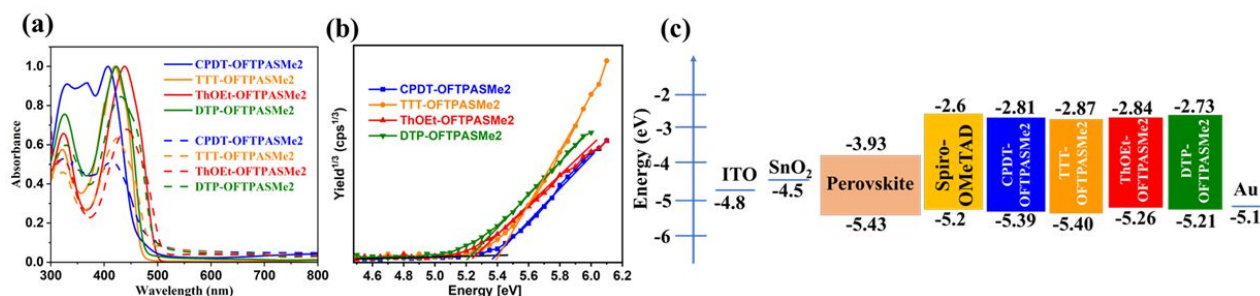 (a)
Absorbance
1.0
0.8
0.6
0.4
0.2
0.0
300
400
500
600
700
800
Wavelength (nm)
CPDT-OFTPASMe2
TTT-OFTPASMe2
ThOEt-OFTPASMe2
DTP-OFTPASMe2
CPDT-OFTPASMe2
TTT-OFTPASMe2
ThOEt-OFTPASMe2
DTP-OFTPASMe2
(b)
Yield^1/3 (cps^1/3)
CPDT-OFTPASMe2
TTT-OFTPASMe2
ThOEt-OFTPASMe2
DTP-OFTPASMe2
4.6
4.8
5.0
5.2
5.4
5.6
5.8
6.0
6.2
Energy [eV]
(c)
Energy (eV)
-2
-3
-4
-5
-6
ITO
-4.8
SnO2
-4.5
-3.93
Perovskite
-5.43
-2.6
Spiro-
OMeTAD
-5.2
-2.81
CPDT-
OFTPASMe2
-5.39
-2.87
TTT-
OFTPASMe2
-5.40
-2.84
ThOEt-
OFTPASMe2
-5.26
-2.73
DTP-
OFTPASMe2
-5.21
Au
-5.1